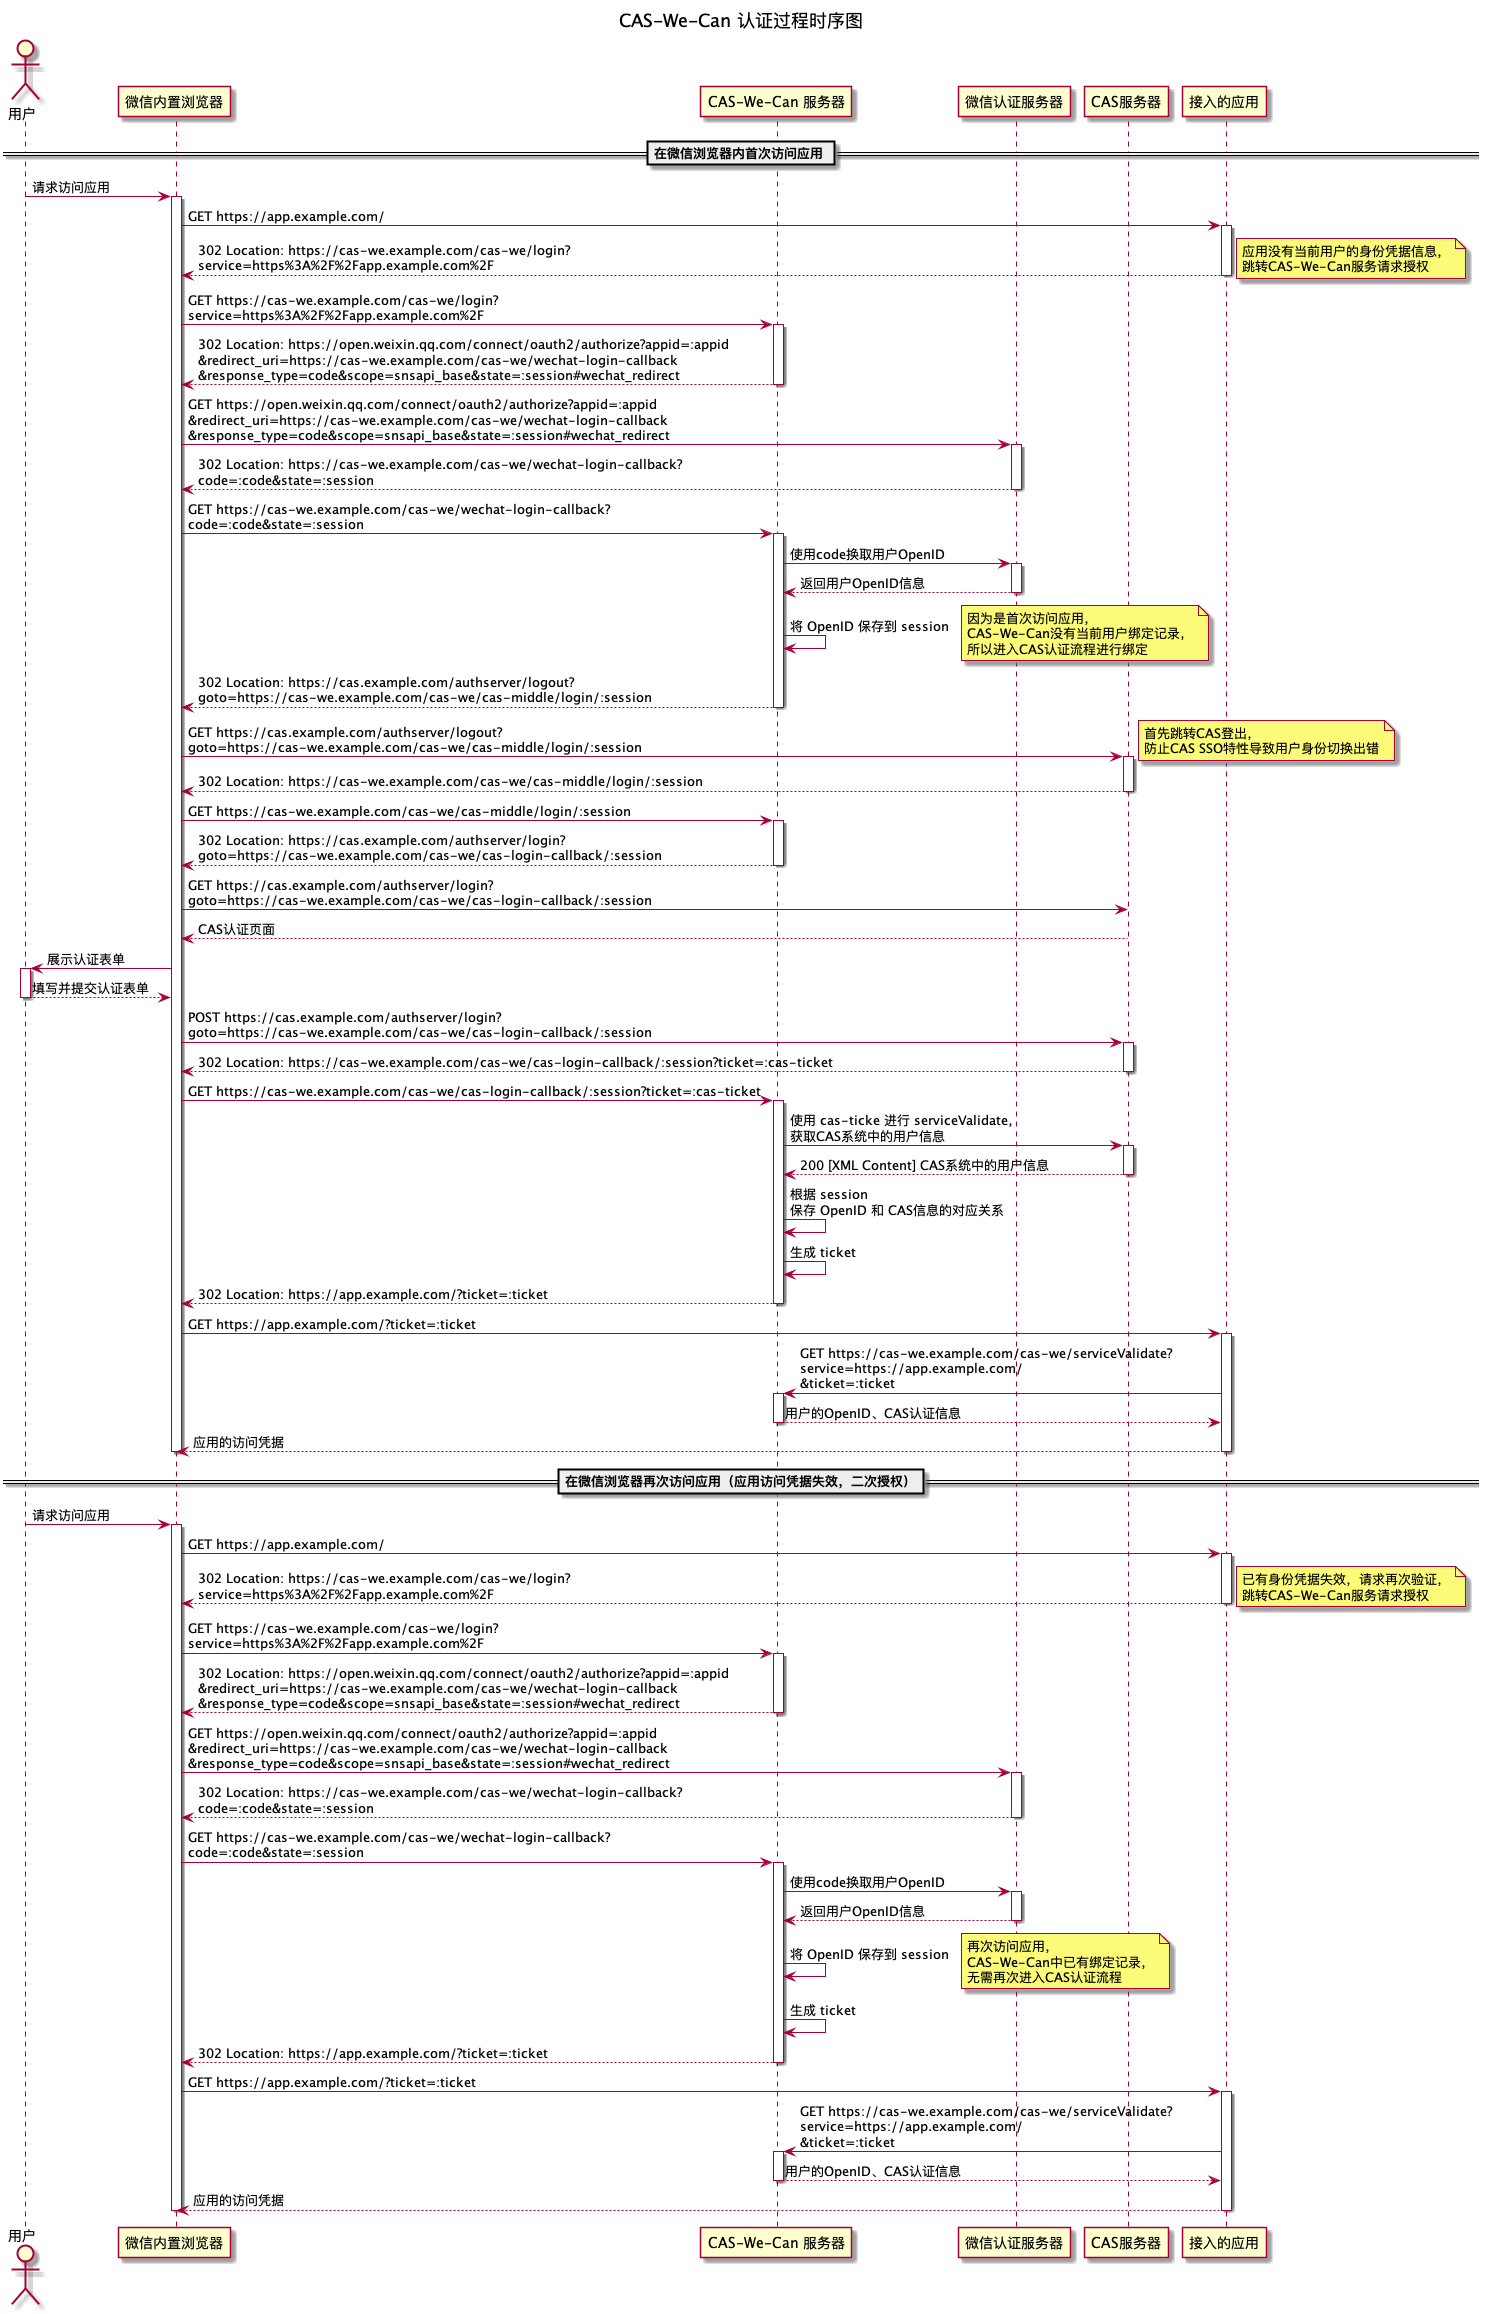 CAS-We-Can 认证过程时序图
用户
微信内置浏览器
CAS-We-Can 服务器
微信认证服务器
CAS服务器
接入的应用
在微信浏览器内首次访问应用
请求访问应用
GET https://app.example.com/
302 Location: https://cas-we.example.com/cas-we/login?
service=https%3A%2F%2Fapp.example.com%2F
应用没有当前用户的身份凭据信息，
跳转CAS-We-Can服务请求授权
GET https://cas-we.example.com/cas-we/login?
service=https%3A%2F%2Fapp.example.com%2F
302 Location: https://open.weixin.qq.com/connect/oauth2/authorize?appid=:appid
&redirect_uri=https://cas-we.example.com/cas-we/wechat-login-callback
&response_type=code&scope=snsapi_base&state=:session#wechat_redirect
GET https://open.weixin.qq.com/connect/oauth2/authorize?appid=:appid
&redirect_uri=https://cas-we.example.com/cas-we/wechat-login-callback
&response_type=code&scope=snsapi_base&state=:session#wechat_redirect
302 Location: https://cas-we.example.com/cas-we/wechat-login-callback?
code=:code&state=:session
GET https://cas-we.example.com/cas-we/wechat-login-callback?
code=:code&state=:session
使用code换取用户OpenID
返回用户OpenID信息
将 OpenID 保存到 session
因为是首次访问应用，
CAS-We-Can没有当前用户绑定记录，
所以进入CAS认证流程进行绑定
302 Location: https://cas.example.com/authserver/logout?
goto=https://cas-we.example.com/cas-we/cas-middle/login/:session
GET https://cas.example.com/authserver/logout?
goto=https://cas-we.example.com/cas-we/cas-middle/login/:session
首先跳转CAS登出，
防止CAS SSO特性导致用户身份切换出错
302 Location: https://cas-we.example.com/cas-we/cas-middle/login/:session
GET https://cas-we.example.com/cas-we/cas-middle/login/:session
302 Location: https://cas.example.com/authserver/login?
goto=https://cas-we.example.com/cas-we/cas-login-callback/:session
GET https://cas.example.com/authserver/login?
goto=https://cas-we.example.com/cas-we/cas-login-callback/:session
CAS认证页面
展示认证表单
填写并提交认证表单
POST https://cas.example.com/authserver/login?
goto=https://cas-we.example.com/cas-we/cas-login-callback/:session
302 Location: https://cas-we.example.com/cas-we/cas-login-callback/:session?ticket=:cas-ticket
GET https://cas-we.example.com/cas-we/cas-login-callback/:session?ticket=:cas-ticket
使用 cas-ticke 进行 serviceValidate，
获取CAS系统中的用户信息
200 [XML Content] CAS系统中的用户信息
根据 session
保存 OpenID 和 CAS信息的对应关系
生成 ticket
302 Location: https://app.example.com/?ticket=:ticket
GET https://app.example.com/?ticket=:ticket
GET https://cas-we.example.com/cas-we/serviceValidate?
service=https://app.example.com/
&ticket=:ticket
用户的OpenID、CAS认证信息
应用的访问凭据
在微信浏览器再次访问应用（应用访问凭据失效，二次授权）
请求访问应用
GET https://app.example.com/
302 Location: https://cas-we.example.com/cas-we/login?
service=https%3A%2F%2Fapp.example.com%2F
已有身份凭据失效，请求再次验证，
跳转CAS-We-Can服务请求授权
GET https://cas-we.example.com/cas-we/login?
service=https%3A%2F%2Fapp.example.com%2F
302 Location: https://open.weixin.qq.com/connect/oauth2/authorize?appid=:appid
&redirect_uri=https://cas-we.example.com/cas-we/wechat-login-callback
&response_type=code&scope=snsapi_base&state=:session#wechat_redirect
GET https://open.weixin.qq.com/connect/oauth2/authorize?appid=:appid
&redirect_uri=https://cas-we.example.com/cas-we/wechat-login-callback
&response_type=code&scope=snsapi_base&state=:session#wechat_redirect
302 Location: https://cas-we.example.com/cas-we/wechat-login-callback?
code=:code&state=:session
GET https://cas-we.example.com/cas-we/wechat-login-callback?
code=:code&state=:session
使用code换取用户OpenID
返回用户OpenID信息
将 OpenID 保存到 session
再次访问应用，
CAS-We-Can中已有绑定记录，
无需再次进入CAS认证流程
生成 ticket
302 Location: https://app.example.com/?ticket=:ticket
GET https://app.example.com/?ticket=:ticket
GET https://cas-we.example.com/cas-we/serviceValidate?
service=https://app.example.com/
&ticket=:ticket
用户的OpenID、CAS认证信息
应用的访问凭据
用户
微信内置浏览器
CAS-We-Can 服务器
微信认证服务器
CAS服务器
接入的应用